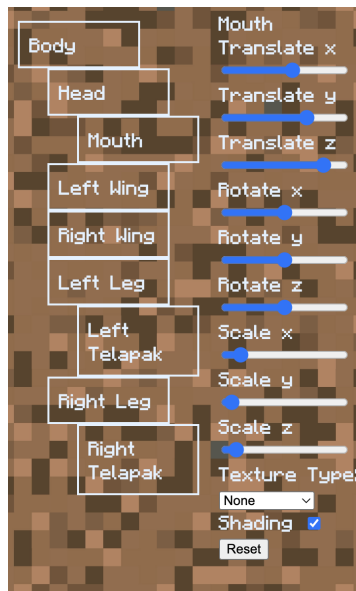 Body
Head
Mouth
Left Wing
Right Wing
Left Leg
Left
Telapak
Right Leg
Right
Telapak
Mouth
Translate x
Translate y
Translate z
Rotate x
Rotate y
Rotate z
Scale x
Scale y
Scale z
Texture Type:
None
Shading
Reset